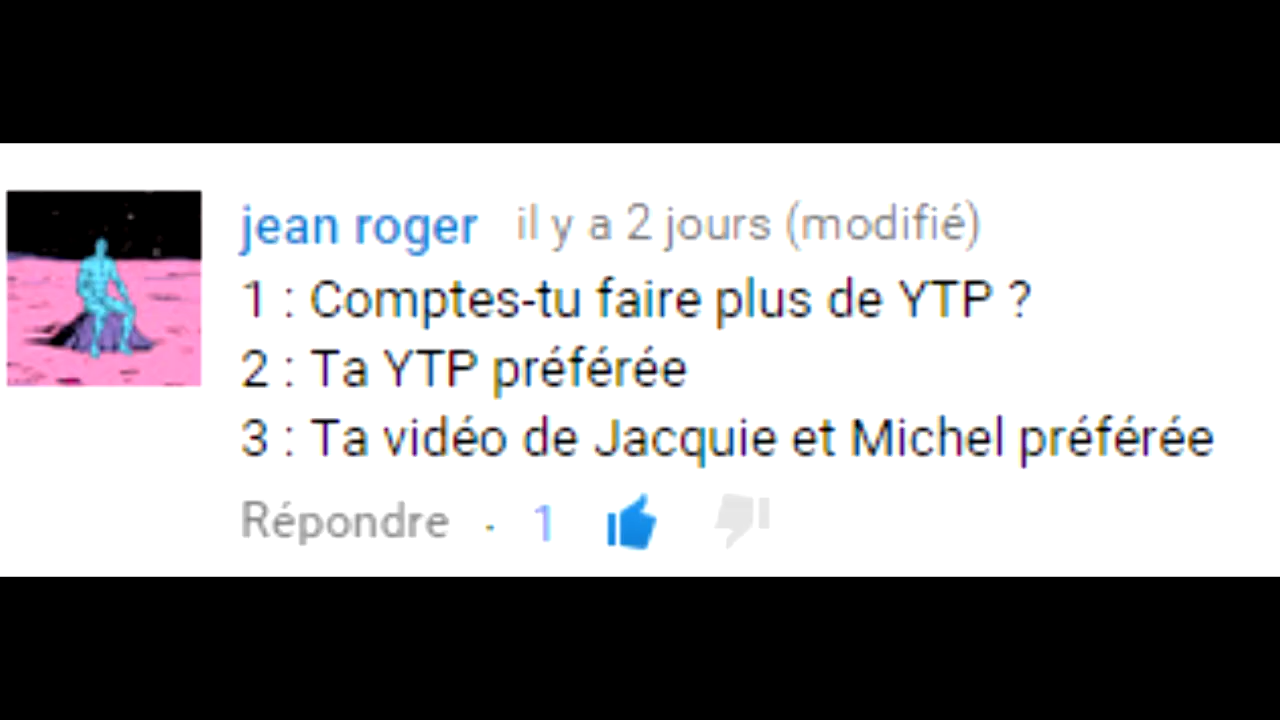 jean roger il y a 2 jours (modifié)
1 : Comptes-tu faire plus de YTP ?
2 : Ta YTP préférée
3 : Ta vidéo de Jacquie et Michel préférée
Répondre · 1